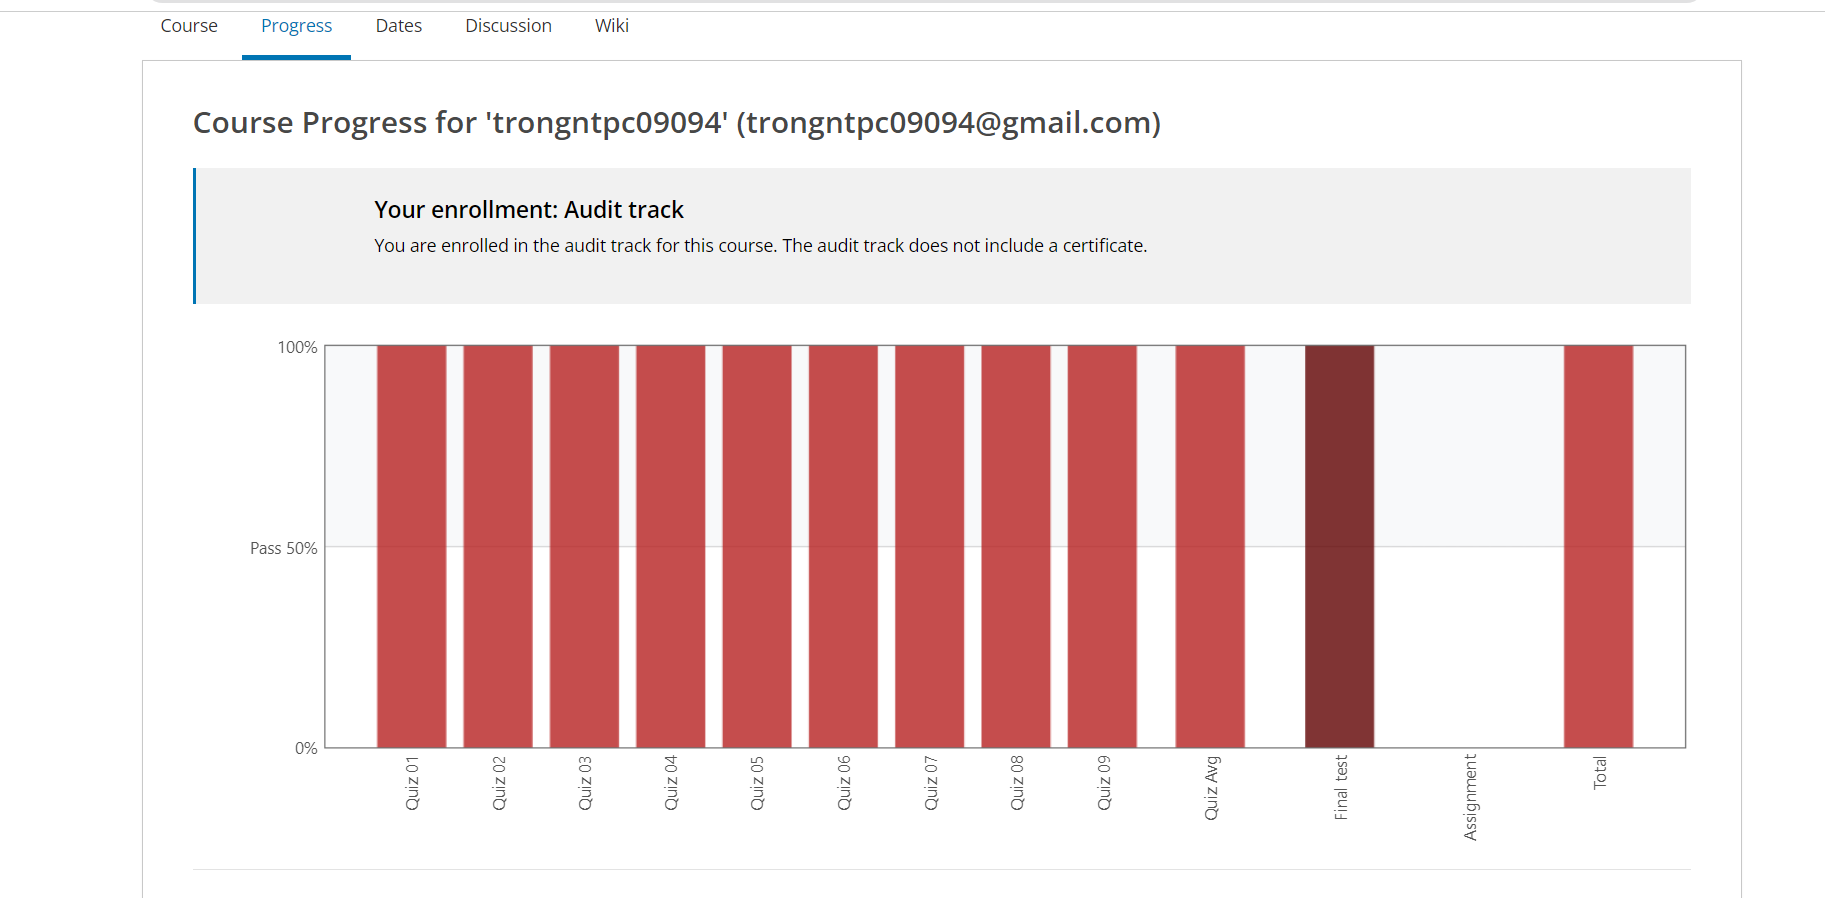 Course Progress Dates Discussion Wiki
Course Progress for 'trongntpc09094' (trongntpc09094@gmail.com)
Your enrollment: Audit track
You are enrolled in the audit track for this course. The audit track does not include a certificate.
100%
Pass 50%
0%
Quiz 01
Quiz 02
Quiz 03
Quiz 04
Quiz 05
Quiz 06
Quiz 07
Quiz 08
Quiz 09
Quiz Avg
Final test
Assignment
Total